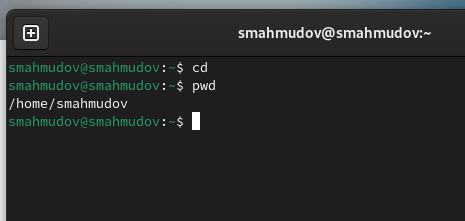 smahmudov@smahmudov:~
smahmudov@smahmudov:~$ cd
smahmudov@smahmudov:~$ pwd
/home/smahmudov
smahmudov@smahmudov:~$